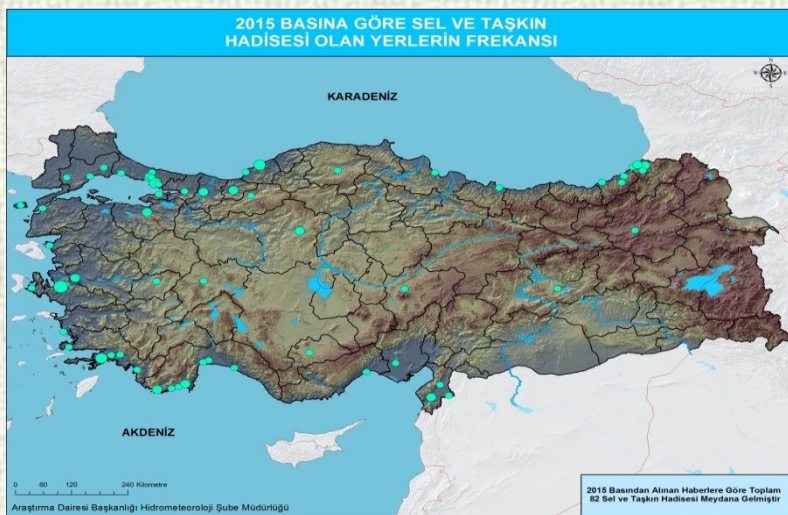 2015 BASINA GÖRE SEL VE TAŞKIN
HADİSESİ OLAN YERLERİN FREKANSI
N
W
E
S
KARADENİZ
AKDENİZ
0 60 120 240 Kilometre
Araştırma Dairesi Başkanlığı Hidrometeoroloji Şube Müdürlüğü
2015 Basından Alınan Haberlere Göre Toplam
82 Sel ve Taşkın Hadisesi Meydana Gelmiştir